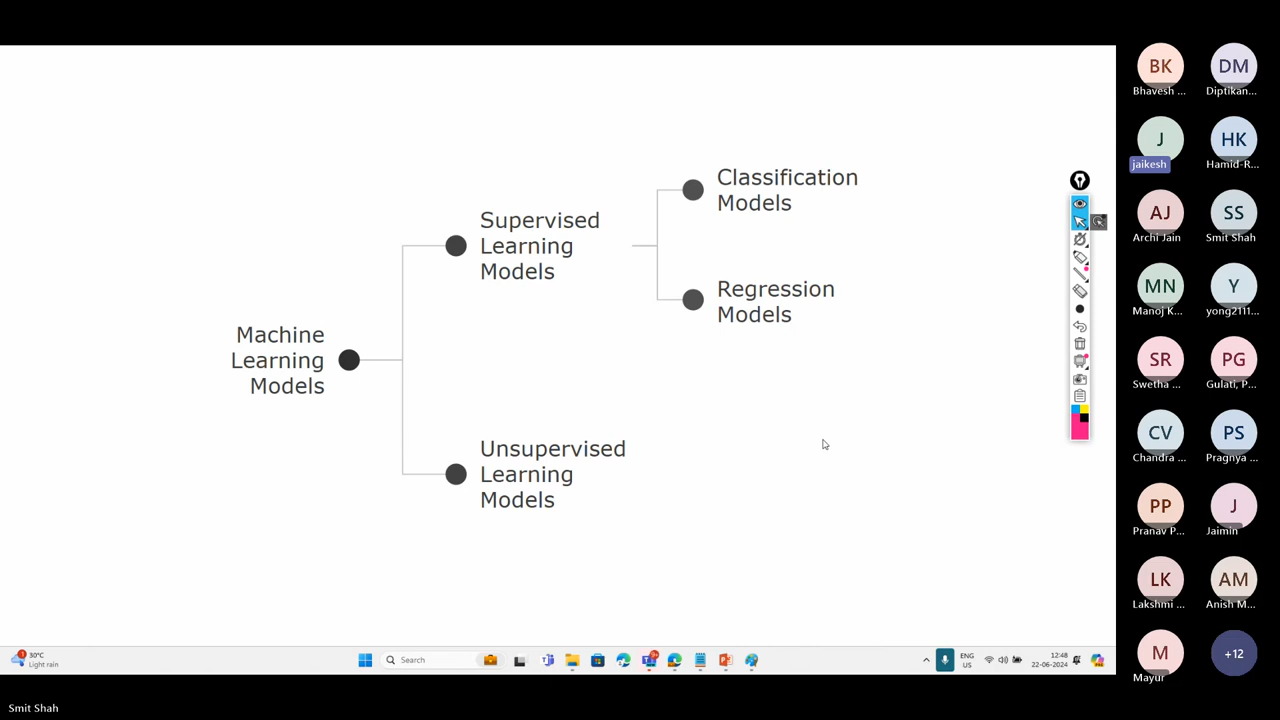 Classification
Models
Supervised
Learning
Models
Regression
Models
Machine
Learning
Models
Unsupervised
Learning
Models
BK
Bhavesh ...
DM
Diptikan...
J
jaikesh
HK
Hamid-R...
AJ
Archi Jain
SS
Smit Shah
MN
Manoj K...
Y
yong2111...
SR
Swetha ...
PG
Gulati, P...
CV
Chandra ...
PS
Pragnya ...
PP
Pranav P...
J
Jaimin
LK
Lakshmi ...
AM
Anish M...
M
Mayur
+12
30°C
Light rain
Search
ENG
US
12:48
22-06-2024
Smit Shah